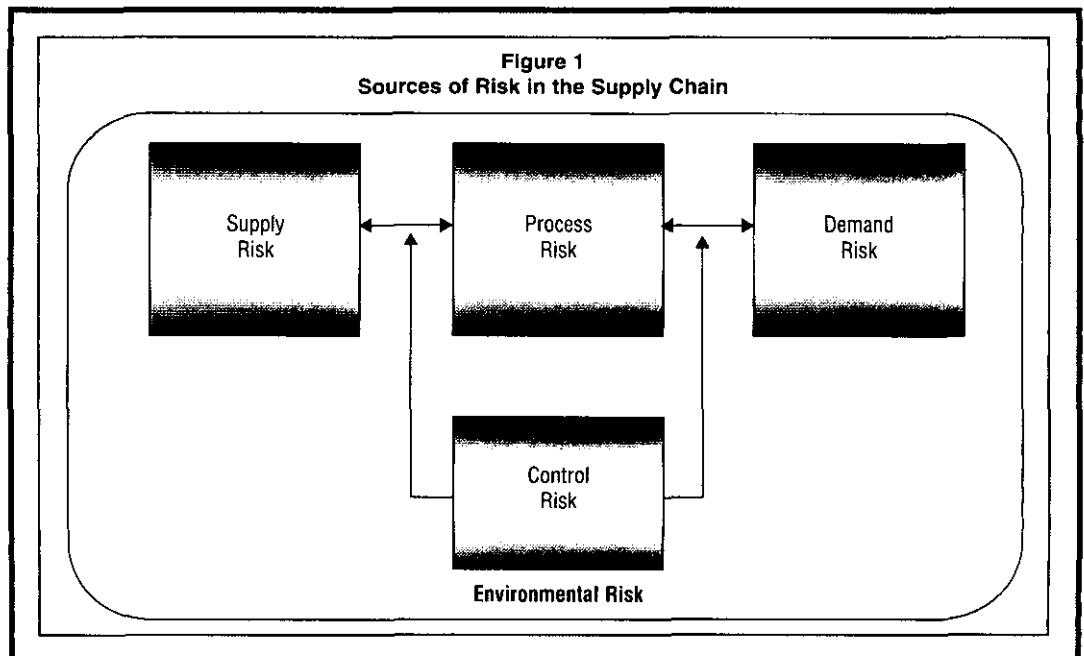 Figure 1
Sources of Risk in the Supply Chain
Supply
Risk
Process
Risk
Demand
Risk
Control
Risk
Environmental Risk